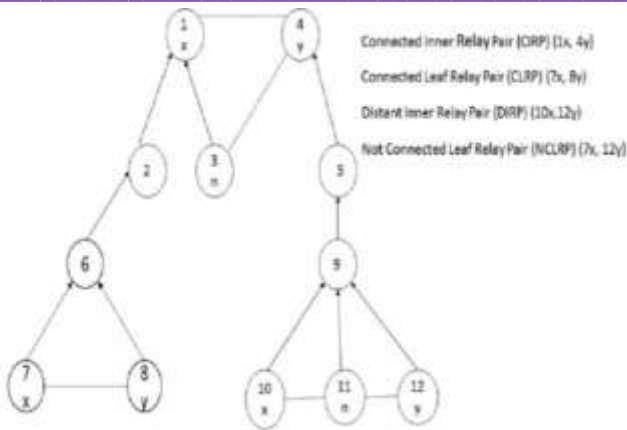 1
x
4
y
Connected Inner Relay Pair (CIRP) (1x, 4y)
Connected Leaf Relay Pair (CLRP) (7x, 8y)
Distant Inner Relay Pair (DIRP) (10x,12y)
Not Connected Leaf Relay Pair (NCLRP) (7x, 12y)
2
3
n
5
6
9
7
x
8
y
10
x
11
n
12
y